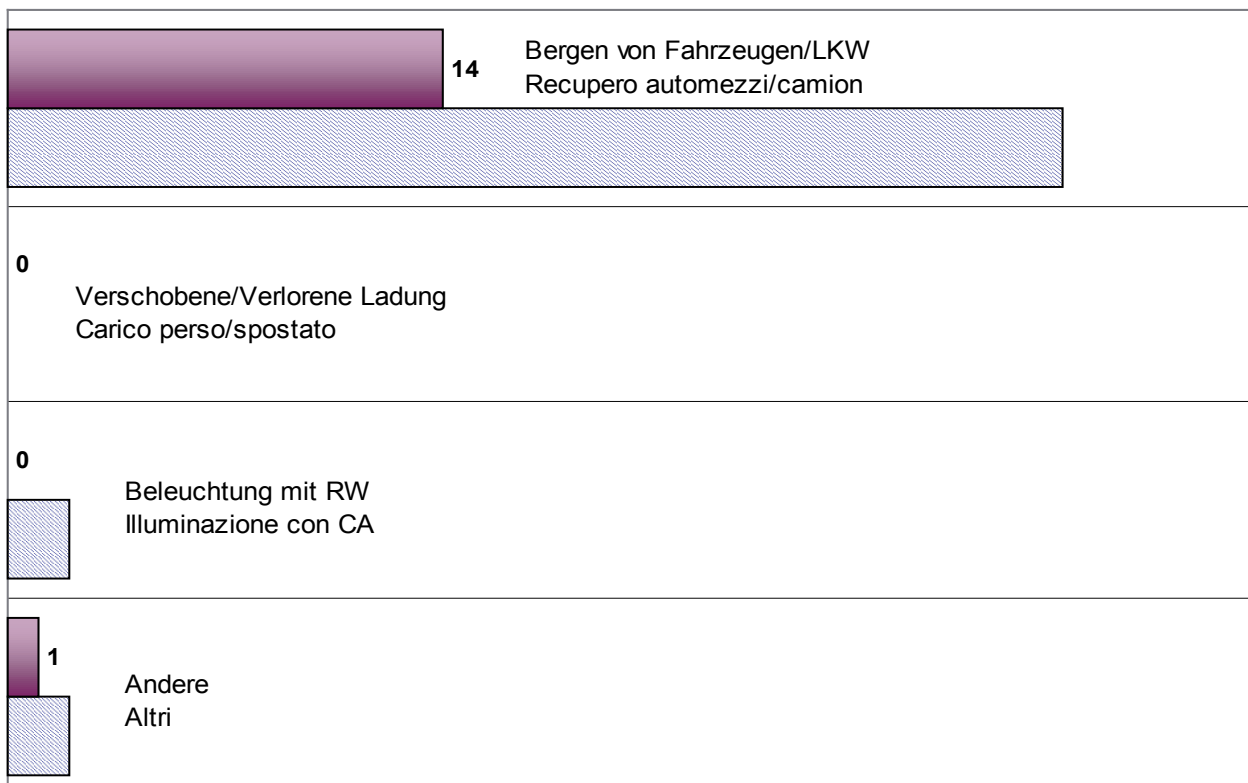 14
Bergen von Fahrzeugen/LKW
Recupero automezzi/camion
0
Verschobene/Verlorene Ladung
Carico perso/spostato
0
Beleuchtung mit RW
Illuminazione con CA
1
Andere
Altri